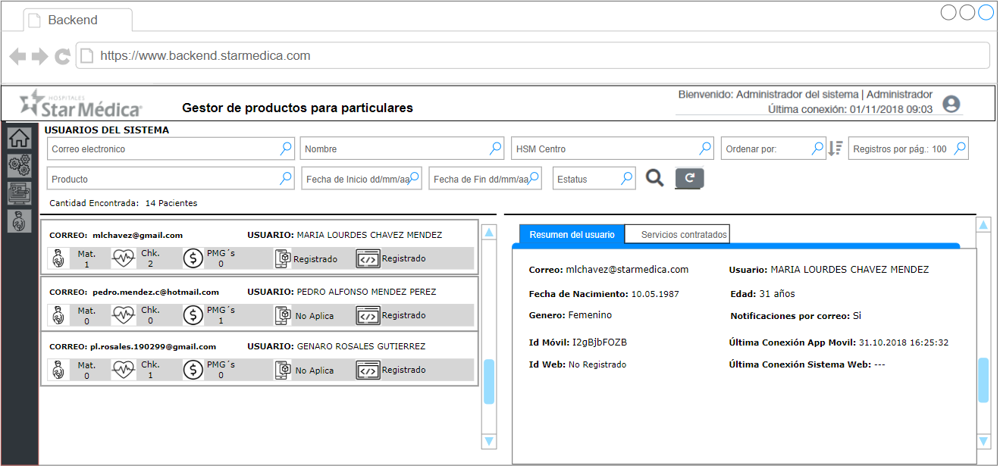 Backend
https://www.backend.starmedica.com
HOSPITALES
Star Médica
Gestor de productos para particulares
Bienvenido: Administrador del sistema | Administrador
Última conexión: 01/11/2018 09:03
USUARIOS DEL SISTEMA
Correo electronico
Nombre
HSM Centro
Ordenar por:
Registros por pág.: 100
Producto
Fecha de Inicio dd/mm/aa
Fecha de Fin dd/mm/aa
Estatus
Cantidad Encontrada: 14 Pacientes
CORREO: mlchavez@gmail.com USUARIO: MARIA LOURDES CHAVEZ MENDEZ
Mat. 1
Chk. 2
PMG´s 0
Registrado
Registrado
CORREO: pedro.mendez.c@hotmail.com USUARIO: PEDRO ALFONSO MENDEZ PEREZ
Mat. 0
Chk. 0
PMG´s 1
No Aplica
Registrado
CORREO: pl.rosales.190299@gmail.com USUARIO: GENARO ROSALES GUTIERREZ
Mat. 0
Chk. 1
PMG´s 0
No Aplica
Registrado
Resumen del usuario
Servicios contratados
Correo: mlchavez@starmedica.com
Usuario: MARIA LOURDES CHAVEZ MENDEZ
Fecha de Nacimiento: 10.05.1987
Edad: 31 años
Genero: Femenino
Notificaciones por correo: Si
Id Móvil: I2gBjbFOZB
Última Conexión App Movil: 31.10.2018 16:25:32
Id Web: No Registrado
Última Conexión Sistema Web: ---